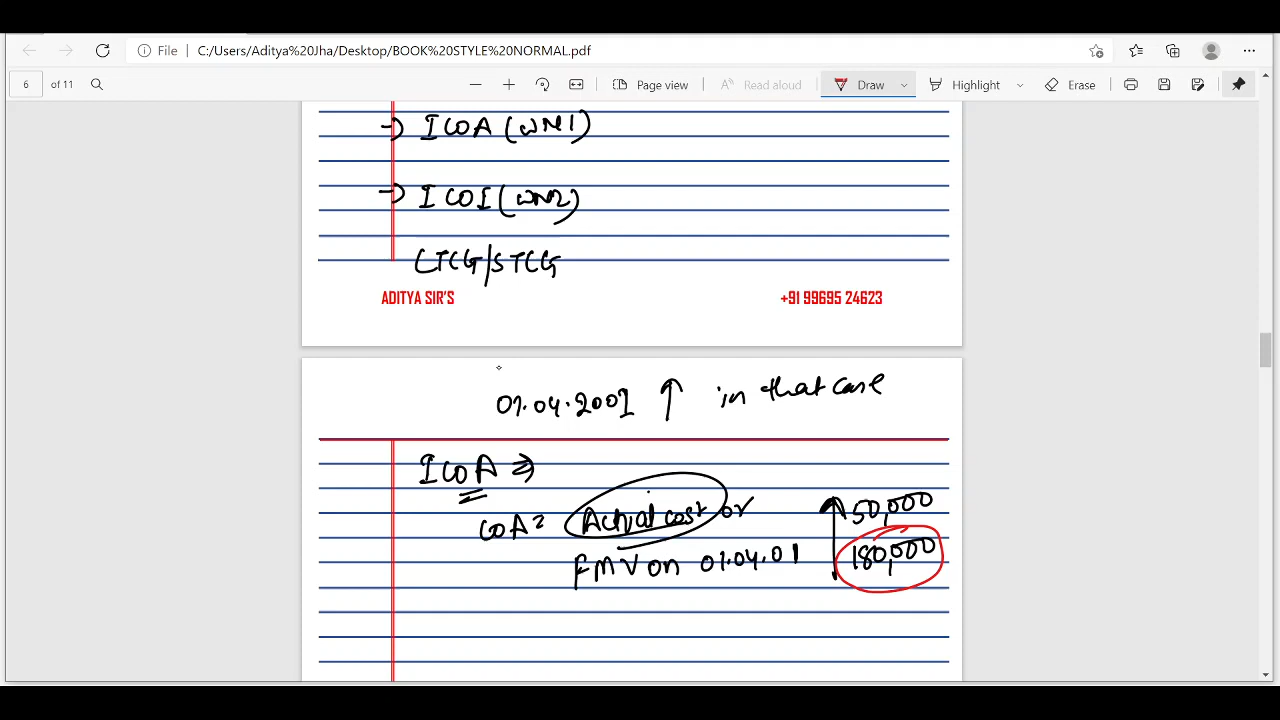 File C:/Users/Aditya%20Jha/Desktop/BOOK%20STYLE%20NORMAL.pdf
6 of 11 Page view Read aloud Draw Highlight Erase
→ ICOA (WN1)
→ ICOI (WN2)
LTCG/STCG
ADITYA SIR'S +91 99695 24623
01.04.2001 ↑ in that case
ICOA ⇒
COA = Actual cost or 50,000
FMV on 01.04.01 180,000